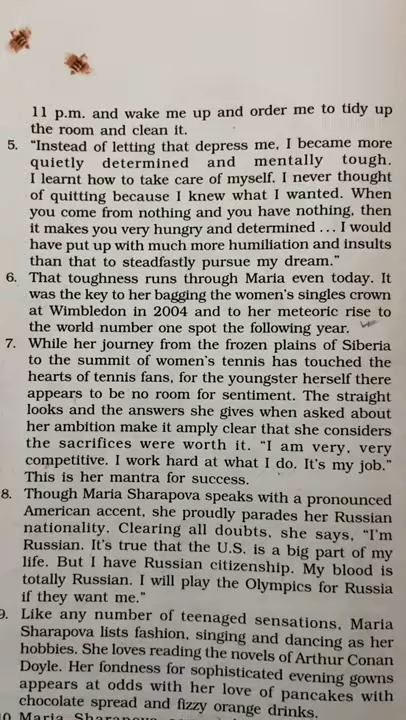 11 p.m. and wake me up and order me to tidy up
the room and clean it.
5. “Instead of letting that depress me, I became more
quietly determined and mentally tough.
I learnt how to take care of myself. I never thought
of quitting because I knew what I wanted. When
you come from nothing and you have nothing, then
it makes you very hungry and determined ... I would
have put up with much more humiliation and insults
than that to steadfastly pursue my dream.”
6. That toughness runs through Maria even today. It
was the key to her bagging the women’s singles crown
at Wimbledon in 2004 and to her meteoric rise to
the world number one spot the following year.
7. While her journey from the frozen plains of Siberia
to the summit of women’s tennis has touched the
hearts of tennis fans, for the youngster herself there
appears to be no room for sentiment. The straight
looks and the answers she gives when asked about
her ambition make it amply clear that she considers
the sacrifices were worth it. “I am very, very
competitive. I work hard at what I do. It’s my job.”
This is her mantra for success.
8. Though Maria Sharapova speaks with a pronounced
American accent, she proudly parades her Russian
nationality. Clearing all doubts, she says, “I’m
Russian. It’s true that the U.S. is a big part of my
life. But I have Russian citizenship. My blood is
totally Russian. I will play the Olympics for Russia
if they want me.”
9. Like any number of teenaged sensations, Maria
Sharapova lists fashion, singing and dancing as her
hobbies. She loves reading the novels of Arthur Conan
Doyle. Her fondness for sophisticated evening gowns
appears at odds with her love of pancakes with
chocolate spread and fizzy orange drinks.
10 Maria